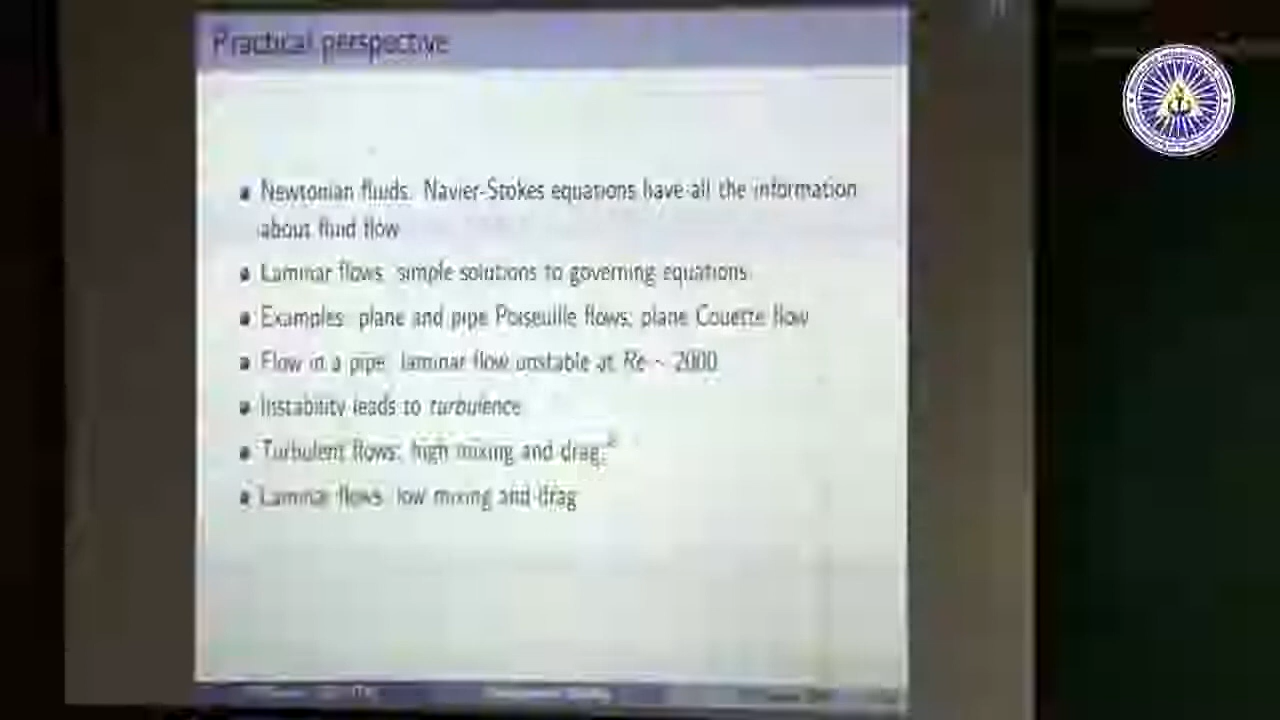 Practical perspective
Newtonian fluids. Navier-Stokes equations have all the information
about fluid flow
Laminar flows: simple solutions to governing equations
Examples: plane and pipe Poiseuille flows; plane Couette flow
Flow in a pipe: laminar flow unstable at Re ~ 2000
Instability leads to turbulence
Turbulent flows: high mixing and drag.
Laminar flows: low mixing and drag